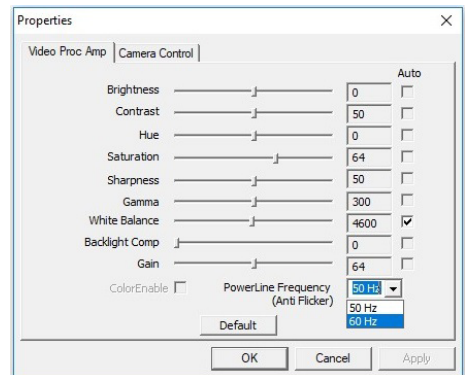 Properties
Video Proc Amp Camera Control
Auto
Brightness 0
Contrast 50
Hue 0
Saturation 64
Sharpness 50
Gamma 300
White Balance 4600
Backlight Comp 0
Gain 64
ColorEnable PowerLine Frequency 50 Hz
(Anti Flicker)
50 Hz
60 Hz
Default
OK Cancel Apply